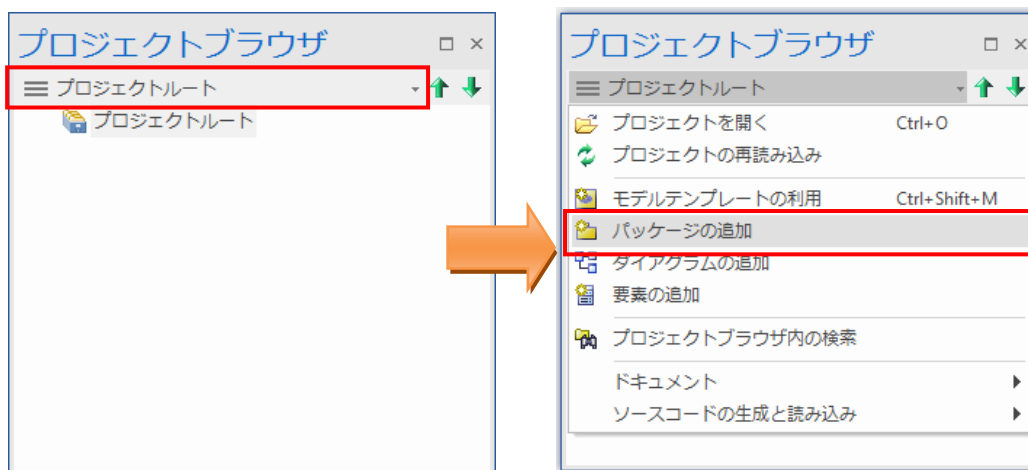 プロジェクトブラウザ
プロジェクトルート
プロジェクトルート
プロジェクトブラウザ
プロジェクトルート
プロジェクトを開く Ctrl+O
プロジェクトの再読み込み
モデルテンプレートの利用 Ctrl+Shift+M
パッケージの追加
ダイアグラムの追加
要素の追加
プロジェクトブラウザ内の検索
ドキュメント
ソースコードの生成と読み込み